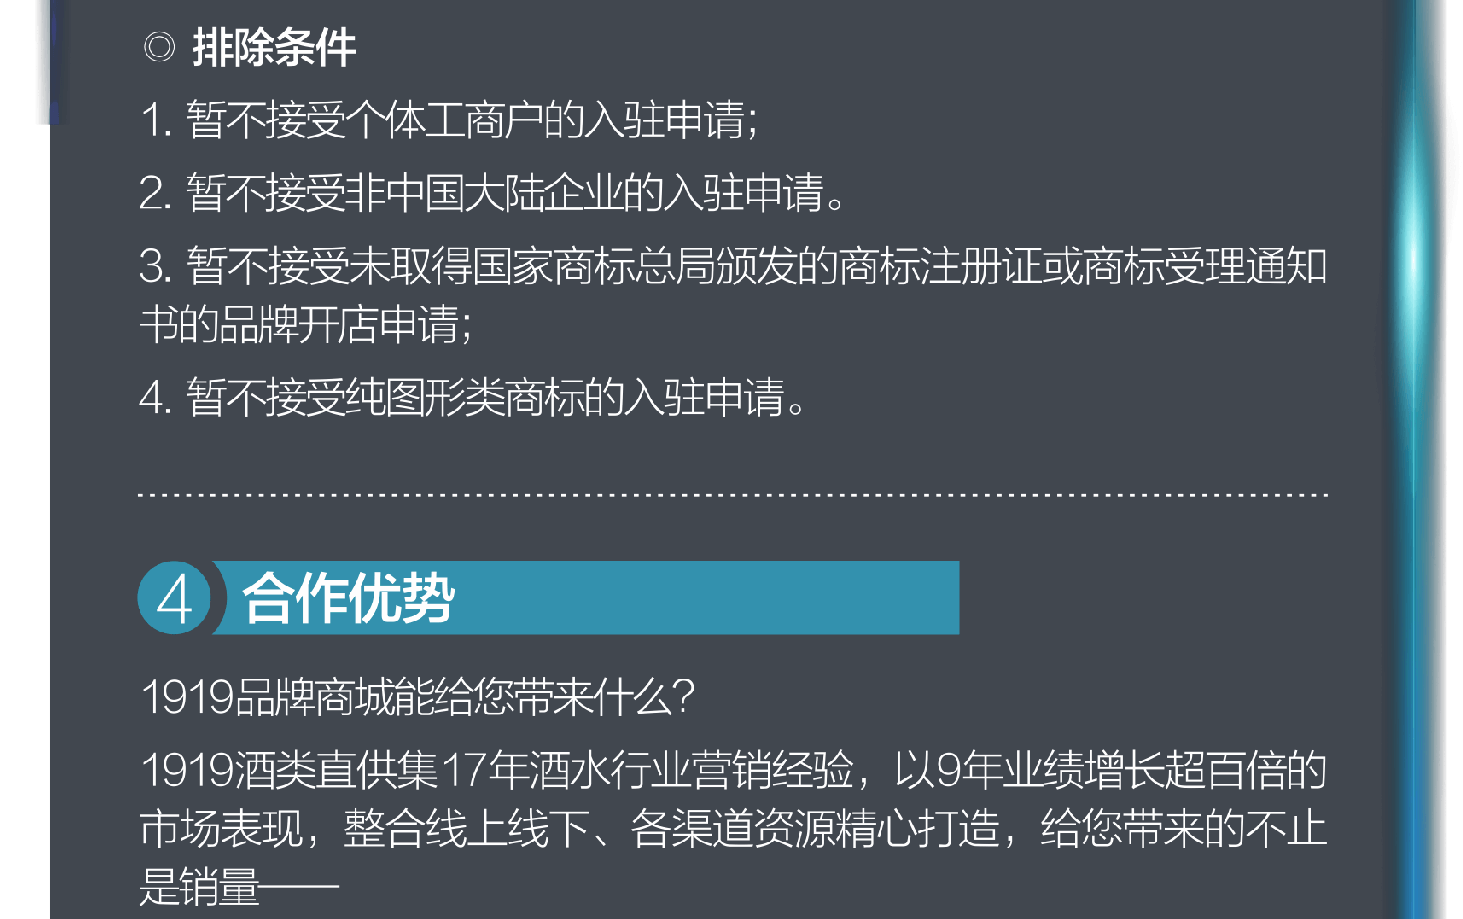 ◎ 排除条件
1. 暂不接受个体工商户的入驻申请；
2. 暂不接受非中国大陆企业的入驻申请。
3. 暂不接受未取得国家商标总局颁发的商标注册证或商标受理通知
书的品牌开店申请；
4. 暂不接受纯图形类商标的入驻申请。
4 合作优势
1919品牌商城能给您带来什么？
1919酒类直供集17年酒水行业营销经验，以9年业绩增长超百倍的
市场表现，整合线上线下、各渠道资源精心打造，给您带来的不止
是销量——